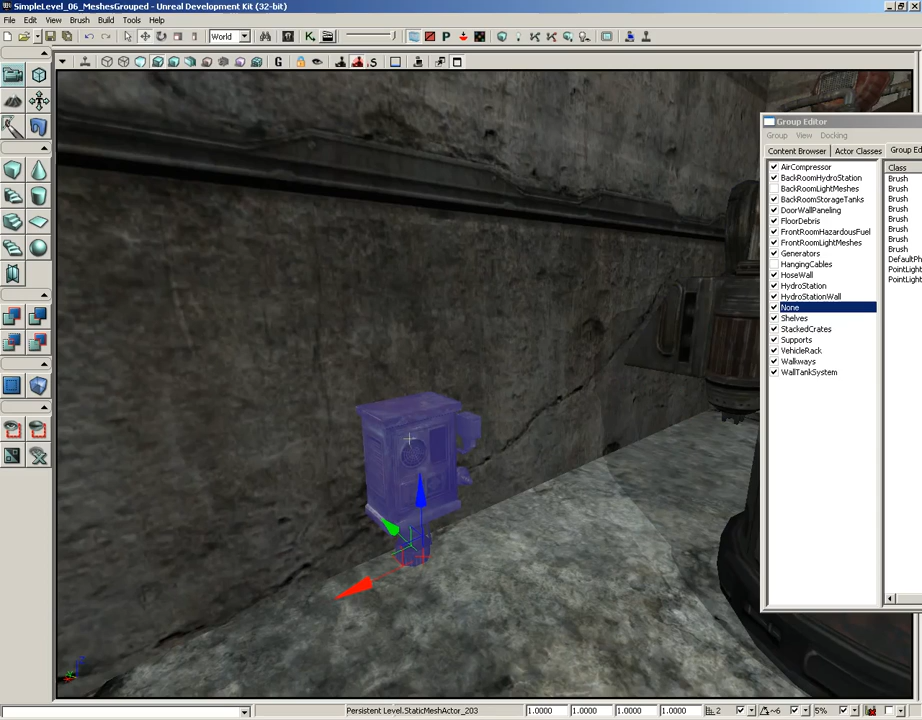 SimpleLevel_06_MeshesGrouped - Unreal Development Kit (32-bit)
File Edit View Brush Build Tools Help
World
G
P
K
S
Group Editor
Group View Docking
Content Browser Actor Classes Group Ed
AirCompressor
BackRoomHydroStation
BackRoomLightMeshes
BackRoomStorageTanks
DoorWallPaneling
FloorDebris
FrontRoomHazardousFuel
FrontRoomLightMeshes
Generators
HangingCables
HoseWall
HydroStation
HydroStationWall
None
Shelves
StackedCrates
Supports
VehicleRack
Walkways
WallTankSystem
Class
Brush
Brush
Brush
Brush
Brush
Brush
Brush
Brush
DefaultPh
PointLight
PointLight
Persistent Level.StaticMeshActor_203
1.0000 1.0000 1.0000 1.0000
2
~6
5%